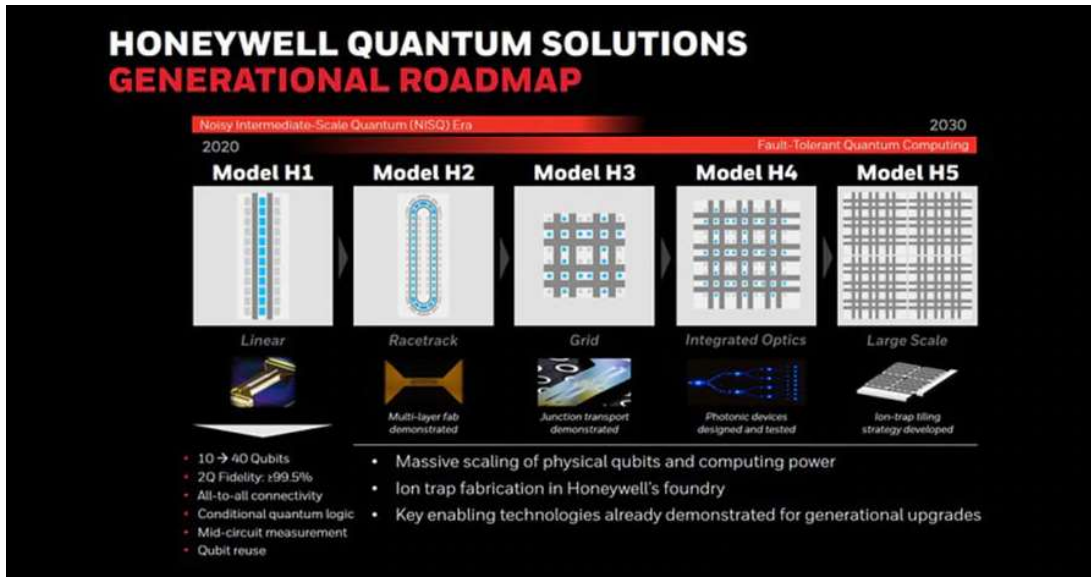 HONEYWELL QUANTUM SOLUTIONS
GENERATIONAL ROADMAP
Noisy Intermediate-Scale Quantum (NISQ) Era
2030
2020
Fault-Tolerant Quantum Computing
Model H1
Model H2
Model H3
Model H4
Model H5
Linear
Racetrack
Grid
Integrated Optics
Large Scale
Multi-layer fab
demonstrated
Junction transport
demonstrated
Photonic devices
designed and tested
Ion-trap tiling
strategy developed
• 10 → 40 Qubits
• 2Q Fidelity: ≥99.5%
• All-to-all connectivity
• Conditional quantum logic
• Mid-circuit measurement
• Qubit reuse
• Massive scaling of physical qubits and computing power
• Ion trap fabrication in Honeywell's foundry
• Key enabling technologies already demonstrated for generational upgrades